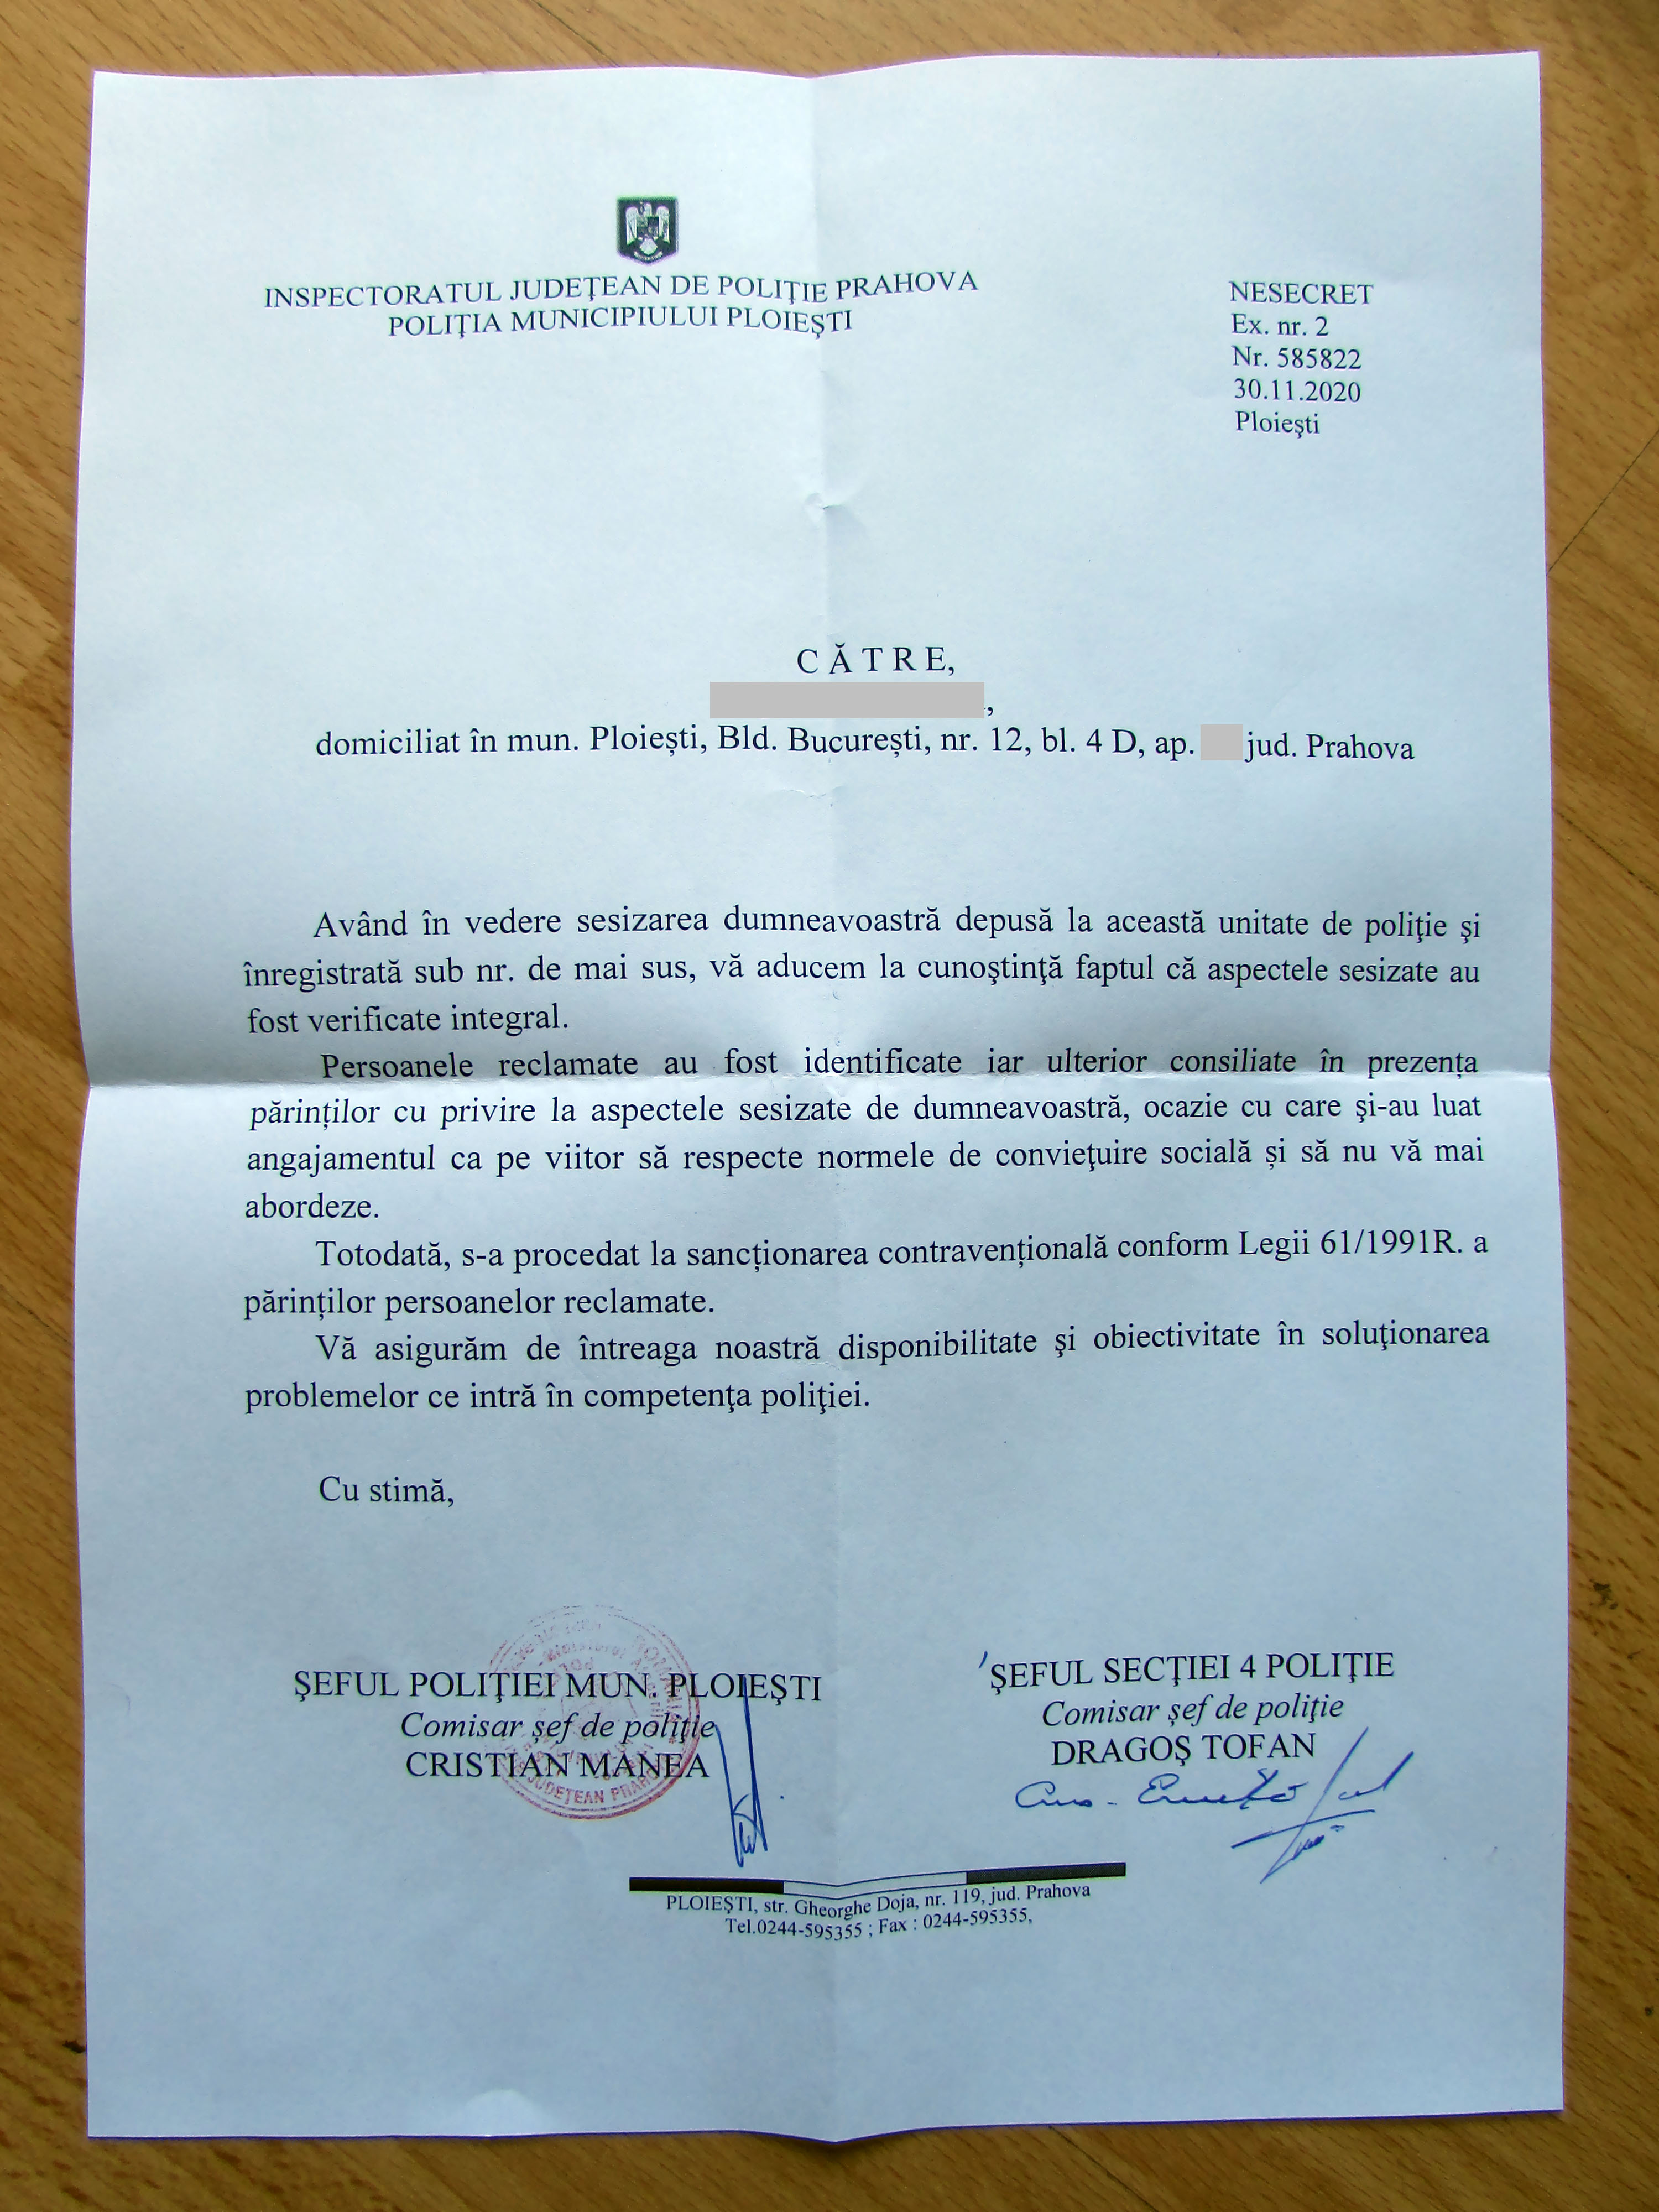 INSPECTORATUL JUDEŢEAN DE POLIŢIE PRAHOVA
POLIŢIA MUNICIPIULUI PLOIEŞTI
NESECRET
Ex. nr. 2
Nr. 585822
30.11.2020
Ploieşti
C Ă T R E,
,
domiciliat în mun. Ploiești, Bld. București, nr. 12, bl. 4 D, ap. jud. Prahova
Având în vedere sesizarea dumneavoastră depusă la această unitate de poliţie şi
înregistrată sub nr. de mai sus, vă aducem la cunoştinţă faptul că aspectele sesizate au
fost verificate integral.
Persoanele reclamate au fost identificate iar ulterior consiliate în prezența
părinților cu privire la aspectele sesizate de dumneavoastră, ocazie cu care şi-au luat
angajamentul ca pe viitor să respecte normele de convieţuire socială și să nu vă mai
abordeze.
Totodată, s-a procedat la sancționarea contravențională conform Legii 61/1991R. a
părinților persoanelor reclamate.
Vă asigurăm de întreaga noastră disponibilitate şi obiectivitate în soluţionarea
problemelor ce intră în competenţa poliţiei.
Cu stimă,
ŞEFUL POLIŢIEI MUN. PLOIEŞTI
Comisar șef de poliţie
CRISTIAN MANEA
JUDEŢEAN
ŞEFUL SECŢIEI 4 POLIŢIE
Comisar șef de poliţie
DRAGOŞ TOFAN
PLOIEŞTI, str. Gheorghe Doja, nr. 119, jud. Prahova
Tel.0244-595355 ; Fax : 0244-595355,